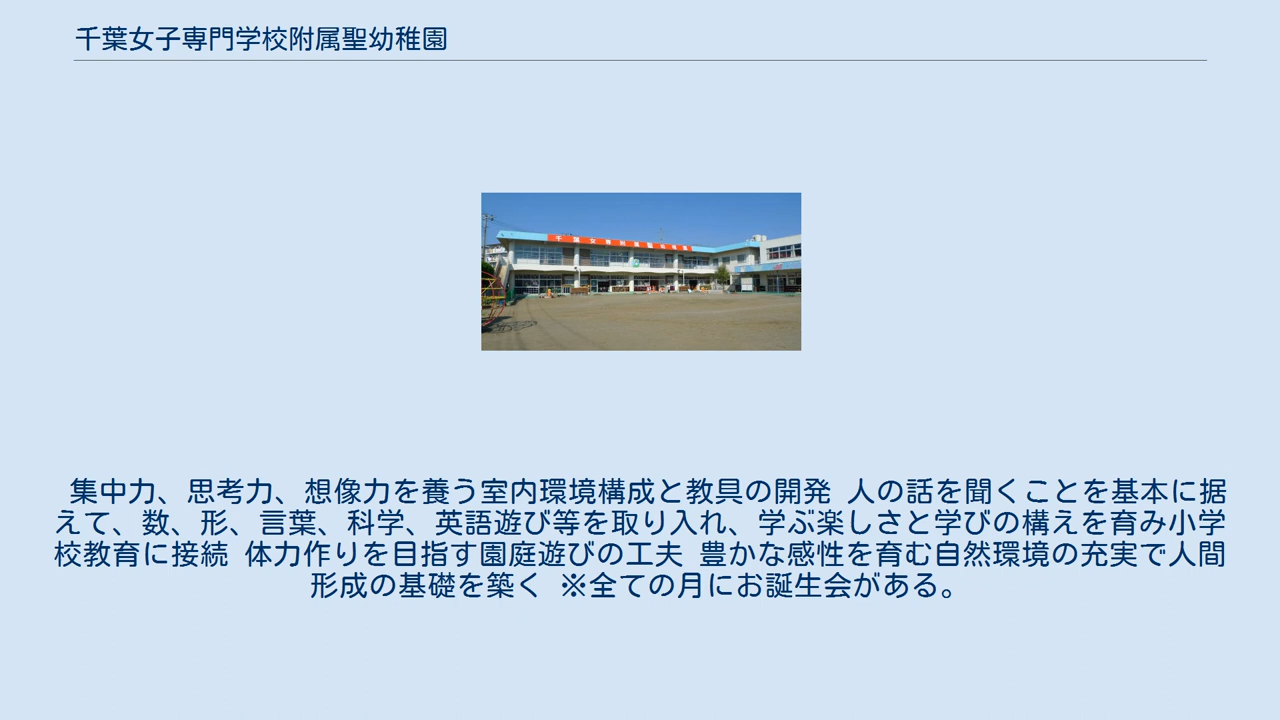 千葉女子専門学校附属聖幼稚園
集中力、思考力、想像力を養う室内環境構成と教具の開発 人の話を聞くことを基本に据
えて、数、形、言葉、科学、英語遊び等を取り入れ、学ぶ楽しさと学びの構えを育み小学
校教育に接続 体力作りを目指す園庭遊びの工夫 豊かな感性を育む自然環境の充実で人間
形成の基礎を築く ※全ての月にお誕生会がある。